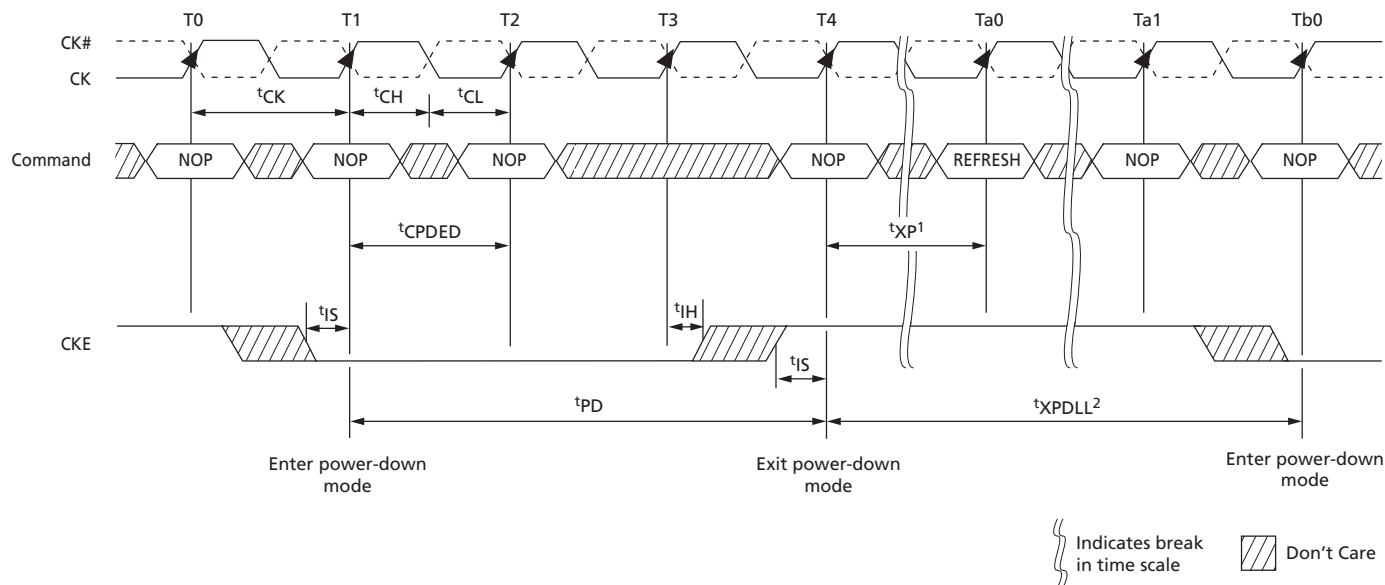 T0 T1 T2 T3 T4 Ta0 Ta1 Tb0
CK#
CK
tCK tCH tCL
Command NOP NOP NOP NOP REFRESH NOP NOP
tCPDED tXP1
tIS tIH
CKE
tIS
tPD tXPDLL2
Enter power-down
mode
Exit power-down
mode
Enter power-down
mode
Indicates break
in time scale
Don't Care